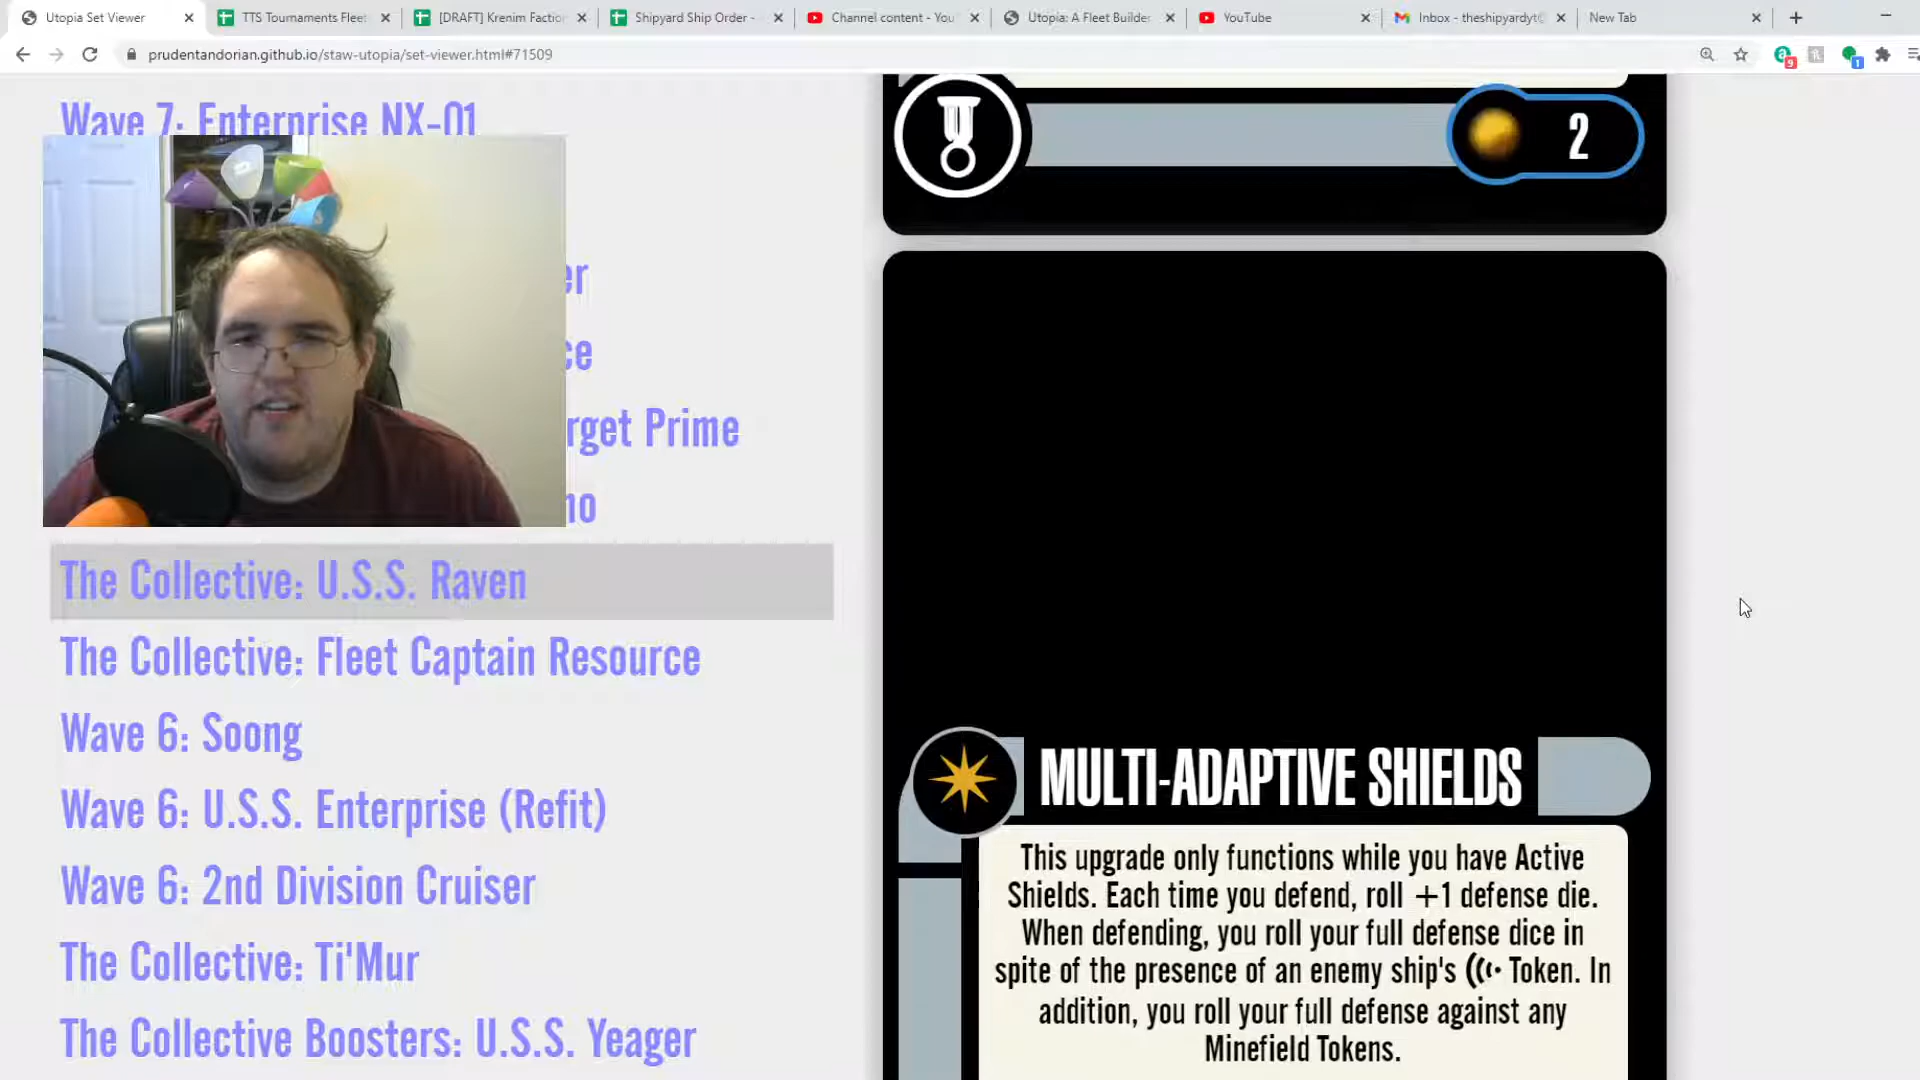 Utopia Set Viewer
TTS Tournaments Fleet
[DRAFT] Krenim Factio
Shipyard Ship Order -
Channel content - You
Utopia: A Fleet Builder
YouTube
Inbox - theshipyardyt@
New Tab
prudentandorian.github.io/staw-utopia/set-viewer.html#71509
9
1
Wave 7: Enterprise NX-01
er
ce
rget Prime
no
The Collective: U.S.S. Raven
The Collective: Fleet Captain Resource
Wave 6: Soong
Wave 6: U.S.S. Enterprise (Refit)
Wave 6: 2nd Division Cruiser
The Collective: Ti'Mur
The Collective Boosters: U.S.S. Yeager
2
MULTI-ADAPTIVE SHIELDS
This upgrade only functions while you have Active
Shields. Each time you defend, roll +1 defense die.
When defending, you roll your full defense dice in
spite of the presence of an enemy ship's Token. In
addition, you roll your full defense against any
Minefield Tokens.